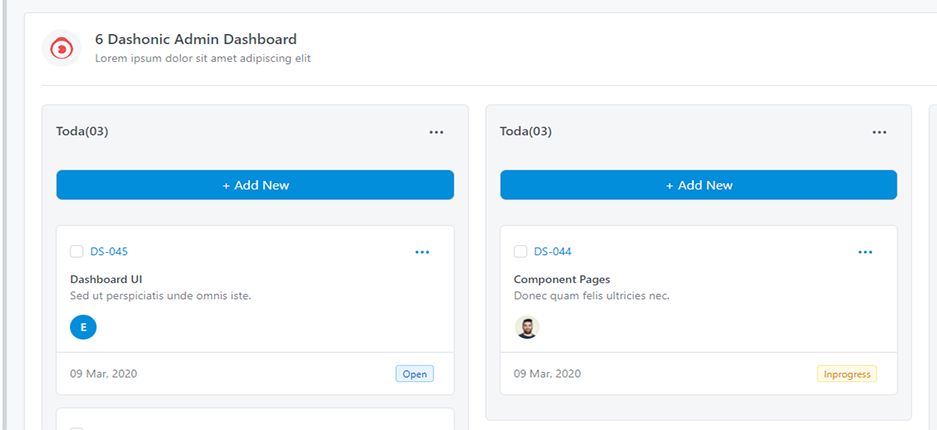 6 Dashonic Admin Dashboard
Lorem ipsum dolor sit amet adipiscing elit
Toda(03)
+ Add New
DS-045
Dashboard UI
Sed ut perspiciatis unde omnis iste.
E
09 Mar, 2020
Open
Toda(03)
+ Add New
DS-044
Component Pages
Donec quam felis ultricies nec.
09 Mar, 2020
Inprogress